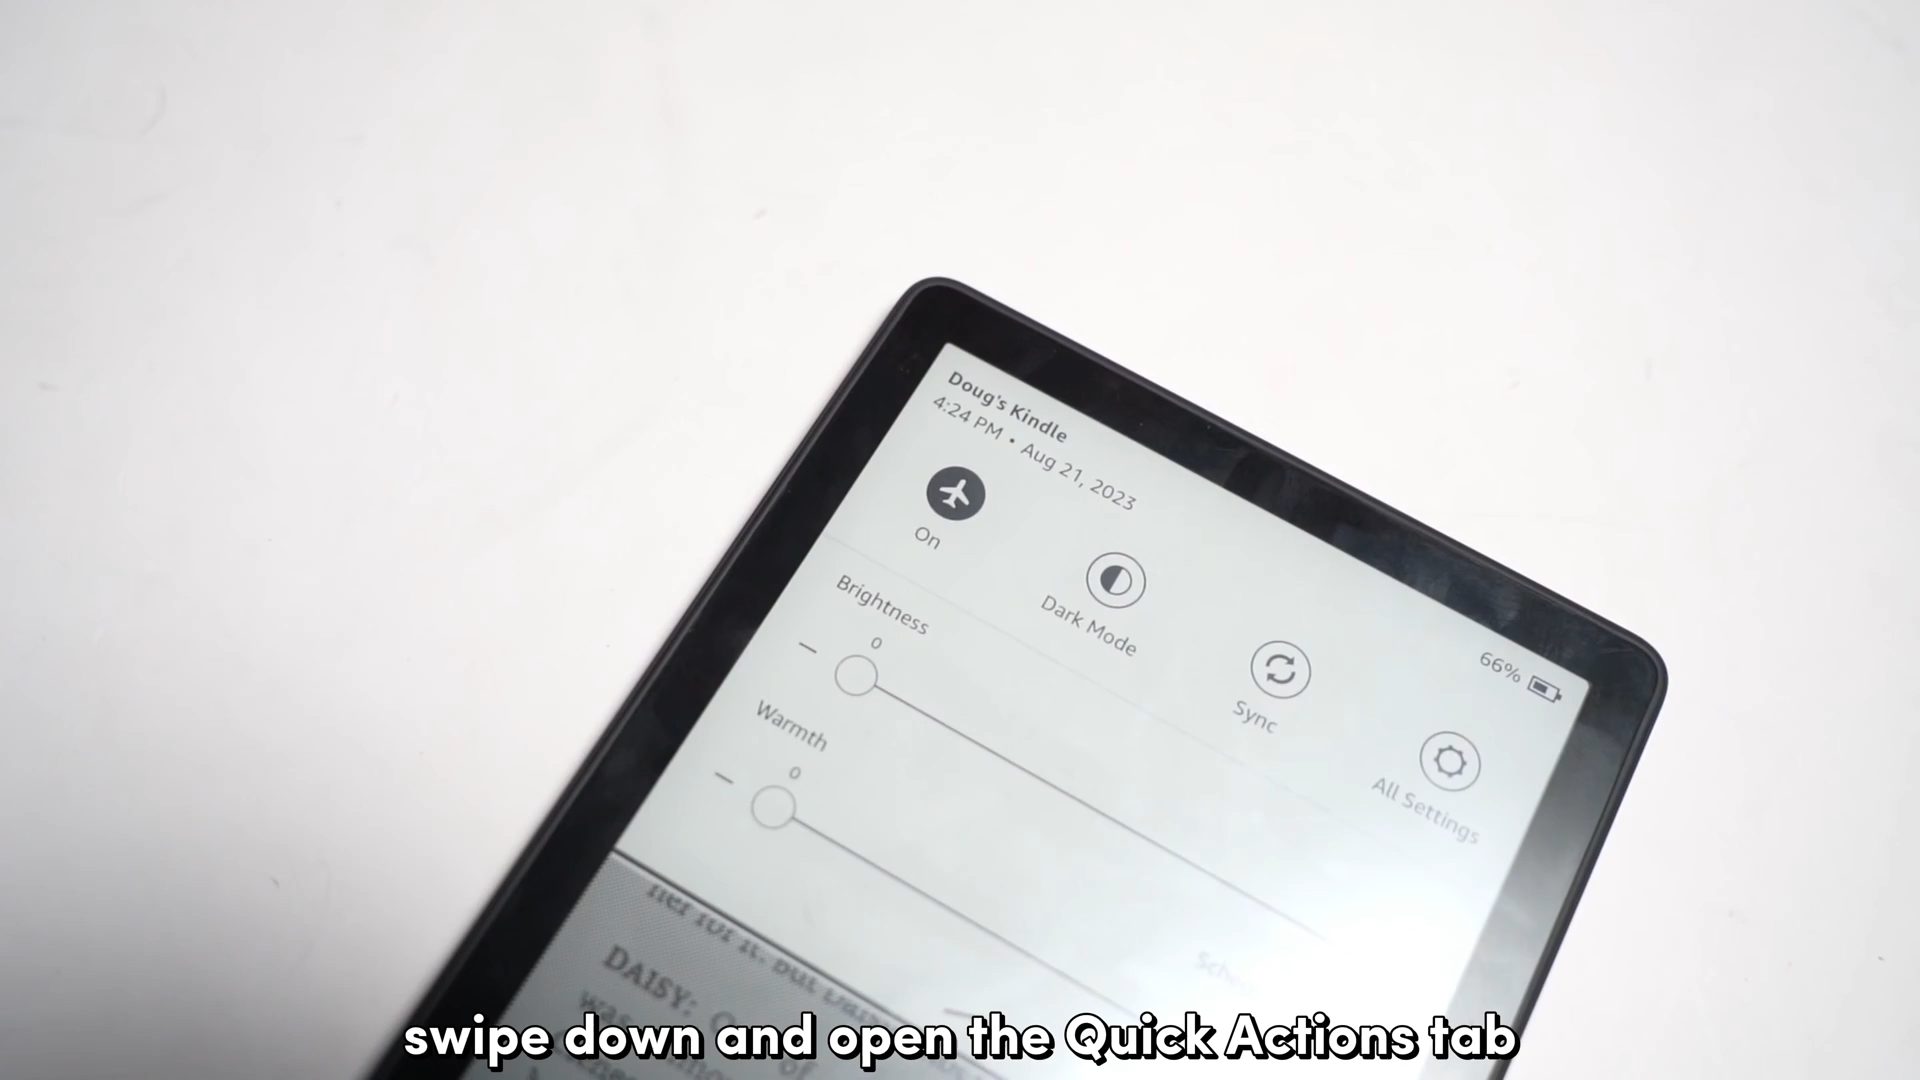 Doug's Kindle
4:24 PM • Aug 21, 2023
66%
On
Dark Mode
Sync
All Settings
Brightness
0
Warmth
0
DAISY:
of
swipe down and open the Quick Actions tab